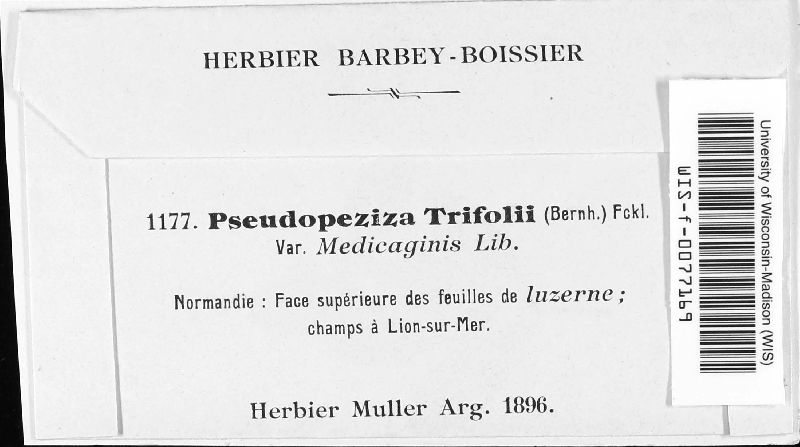 HERBIER BARBEY-BOISSIER
1177. Pseudopeziza Trifolii (Bernh.) Fckl.
Var. Medicaginis Lib.
Normandie : Face supérieure des feuilles de luzerne ;
champs à Lion-sur-Mer.
Herbier Muller Arg. 1896.
University of Wisconsin-Madison (WIS)
WIS-f-0077169